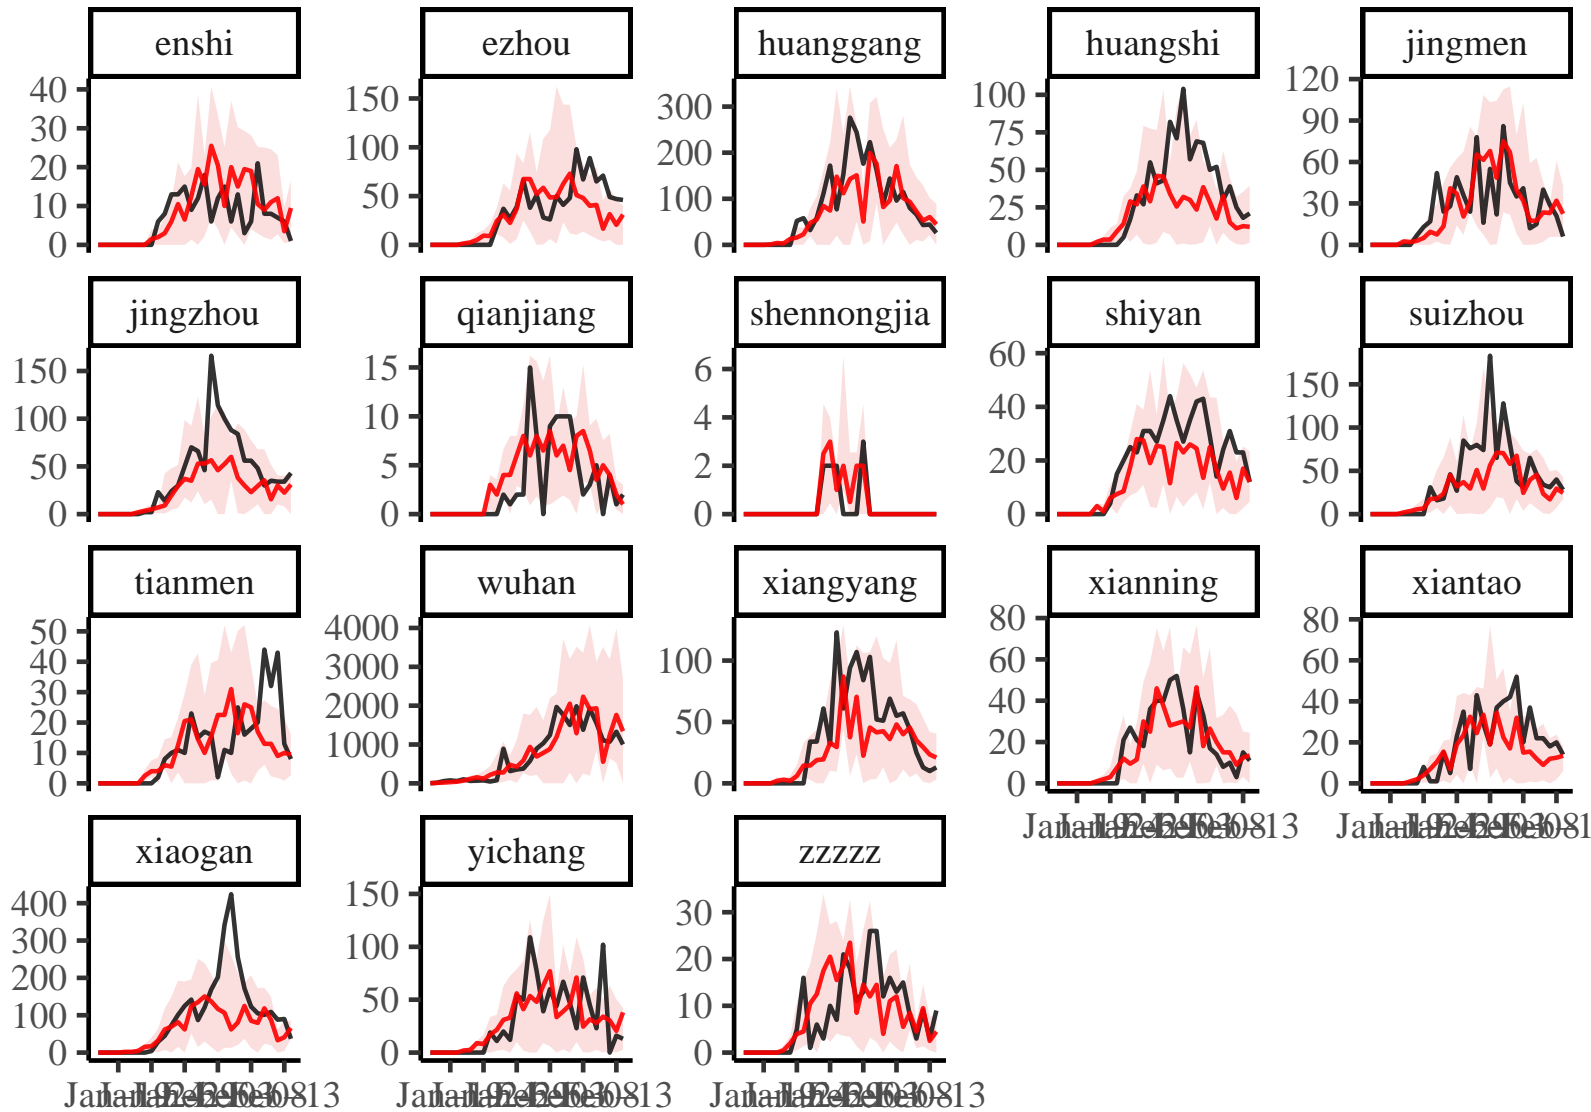 enshi ezhou huanggang huangshi jingmen
40 30 20 10 0
150 100 50 0
300 200 100 0
100 75 50 25 0
120 90 60 30 0
jingzhou qianjiang shennongjia shiyan suizhou
150 100 50 0
15 10 5 0
6 4 2 0
60 40 20 0
150 100 50 0
tianmen wuhan xiangyang xianning xiantao
50 40 30 20 10 0
4000 3000 2000 1000 0
100 50 0
80 60 40 20 0
80 60 40 20 0
xiaogan yichang zzzzz
400 300 200 100 0
150 100 50 0
30 20 10 0